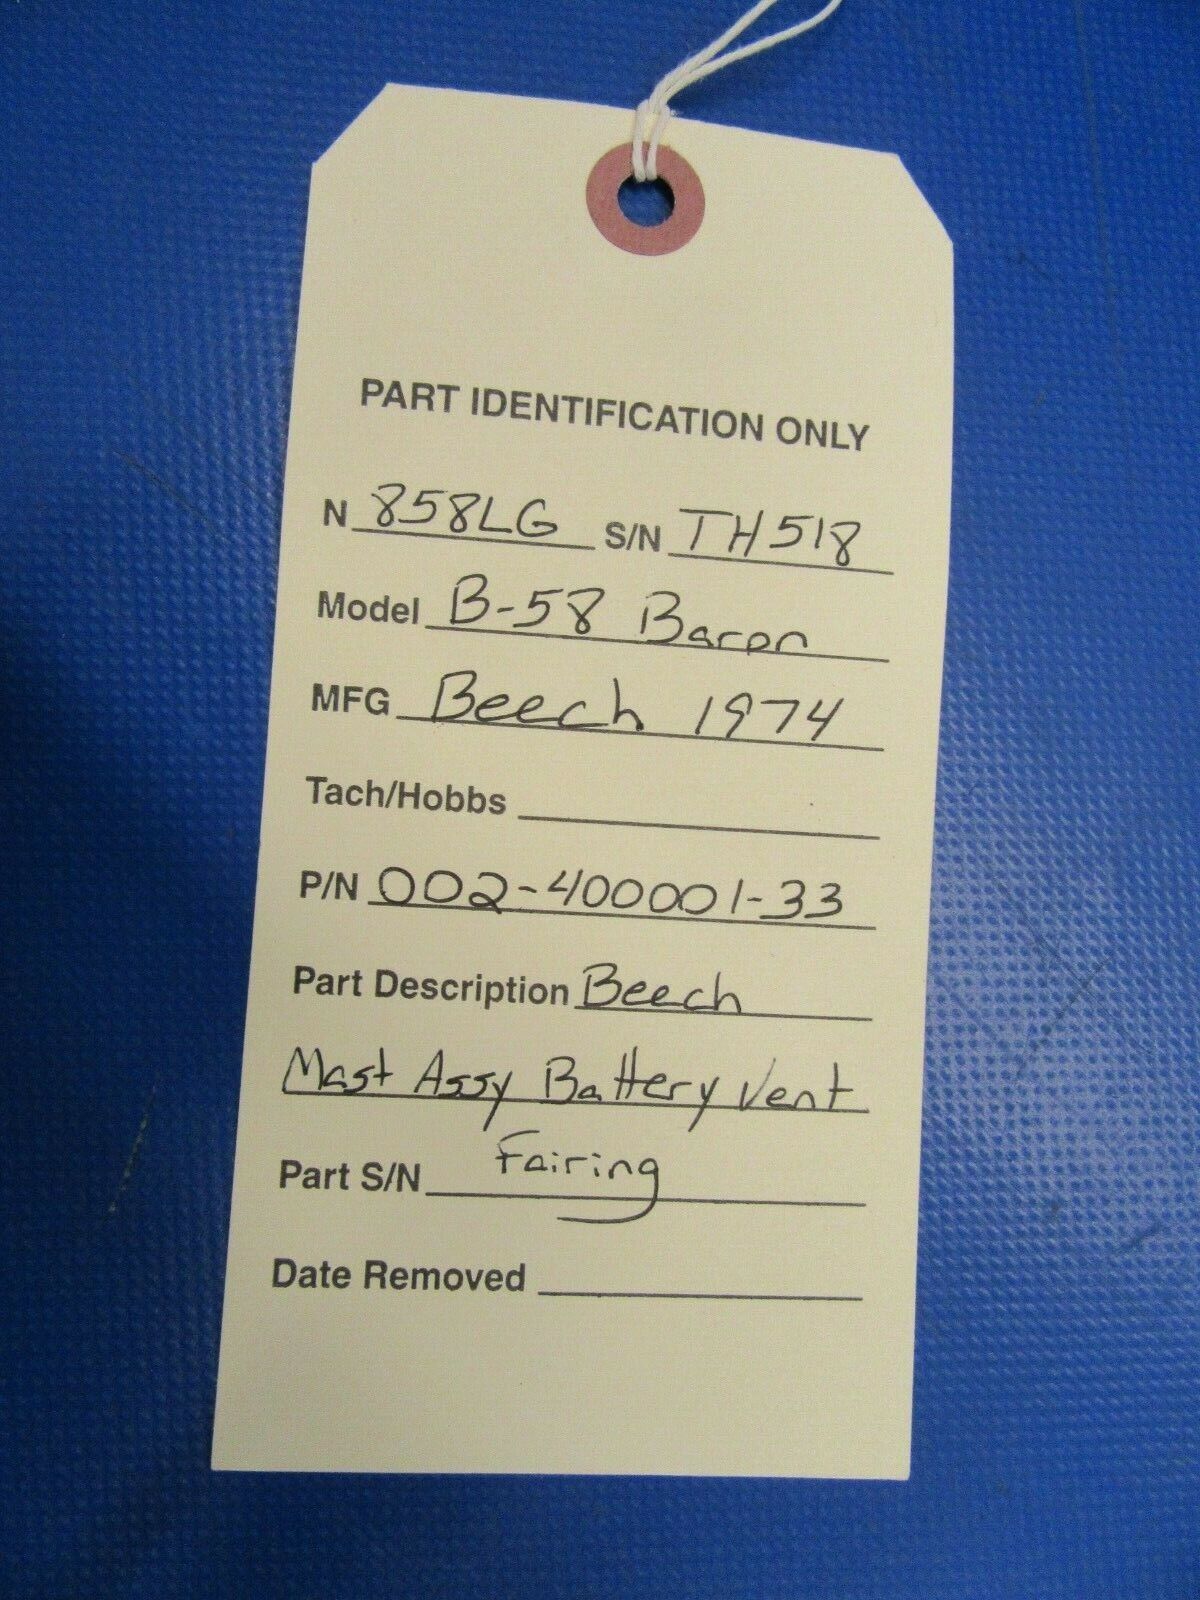 PART IDENTIFICATION ONLY
N 858LG S/N TH518
Model B-58 Baron
MFG Beech 1974
Tach/Hobbs
P/N 002-400001-33
Part Description Beech
Mast Assy Battery Vent
Part S/N Fairing
Date Removed